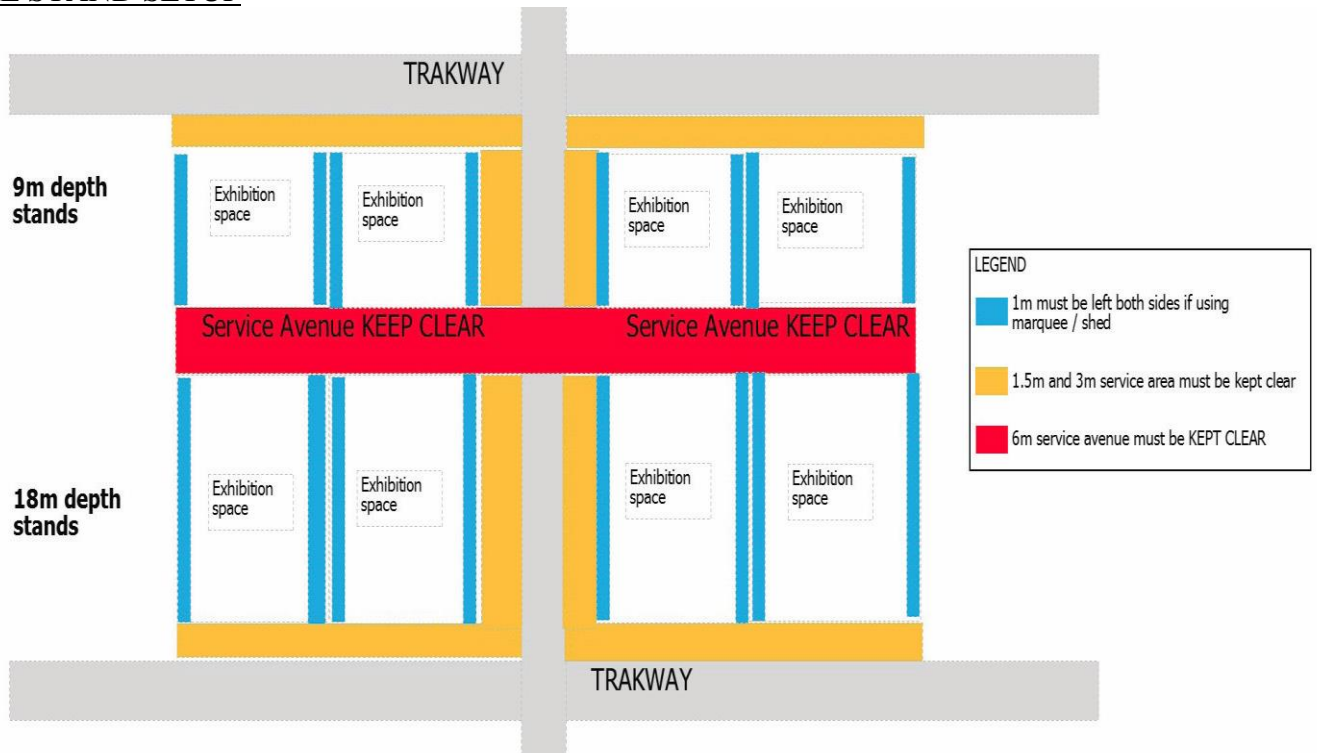 TRAKWAY
9m depth
stands
Exhibition
space
Exhibition
space
Exhibition
space
Exhibition
space
Service Avenue KEEP CLEAR
Service Avenue KEEP CLEAR
LEGEND
1m must be left both sides if using
marquee / shed
1.5m and 3m service area must be kept clear
6m service avenue must be KEPT CLEAR
18m depth
stands
Exhibition
space
Exhibition
space
Exhibition
space
Exhibition
space
TRAKWAY